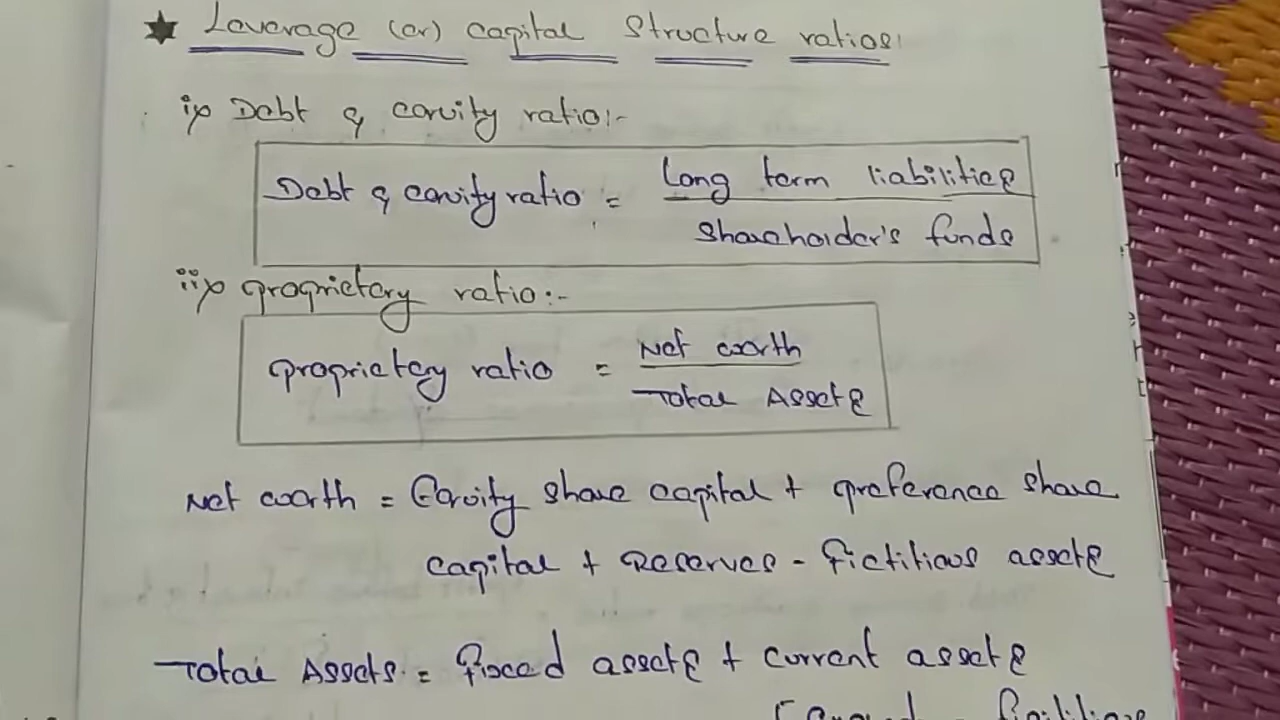 ★ Leverage (or) capital structure ratios:
i) Debt & equity ratio:-
Debt & equity ratio = Long term liabilities
Shareholder's funds
ii) proprietary ratio:-
proprietary ratio = Net worth
Total Assets
Net worth = Equity share capital + preference share
capital + Reserves - fictitious assets
Total Assets = fixed assets + current assets